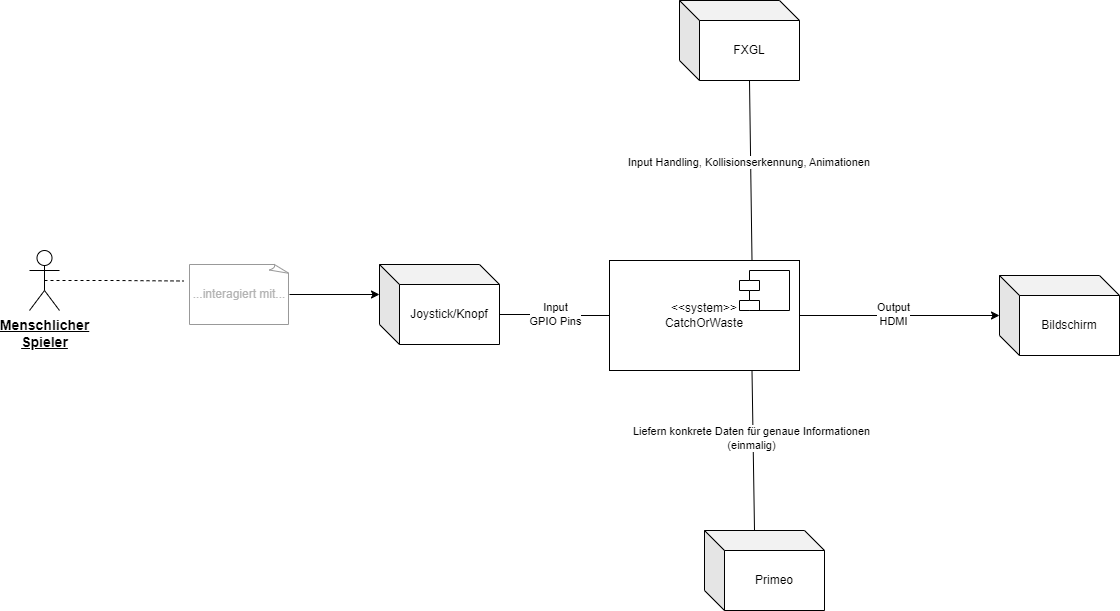 FXGL
Input Handling, Kollisionserkennung, Animationen
Menschlicher
Spieler
...interagiert mit...
Joystick/Knopf
Input
GPIO Pins
<<system>>
CatchOrWaste
Output
HDMI
Bildschirm
Liefern konkrete Daten für genaue Informationen
(einmalig)
Primeo